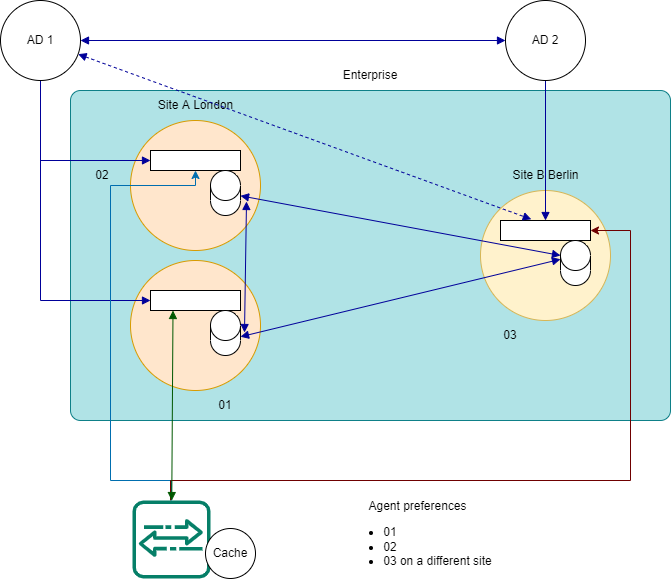 AD 1
AD 2
Enterprise
Site A London
02
Site B Berlin
03
01
Agent preferences
01
02
03 on a different site
Cache